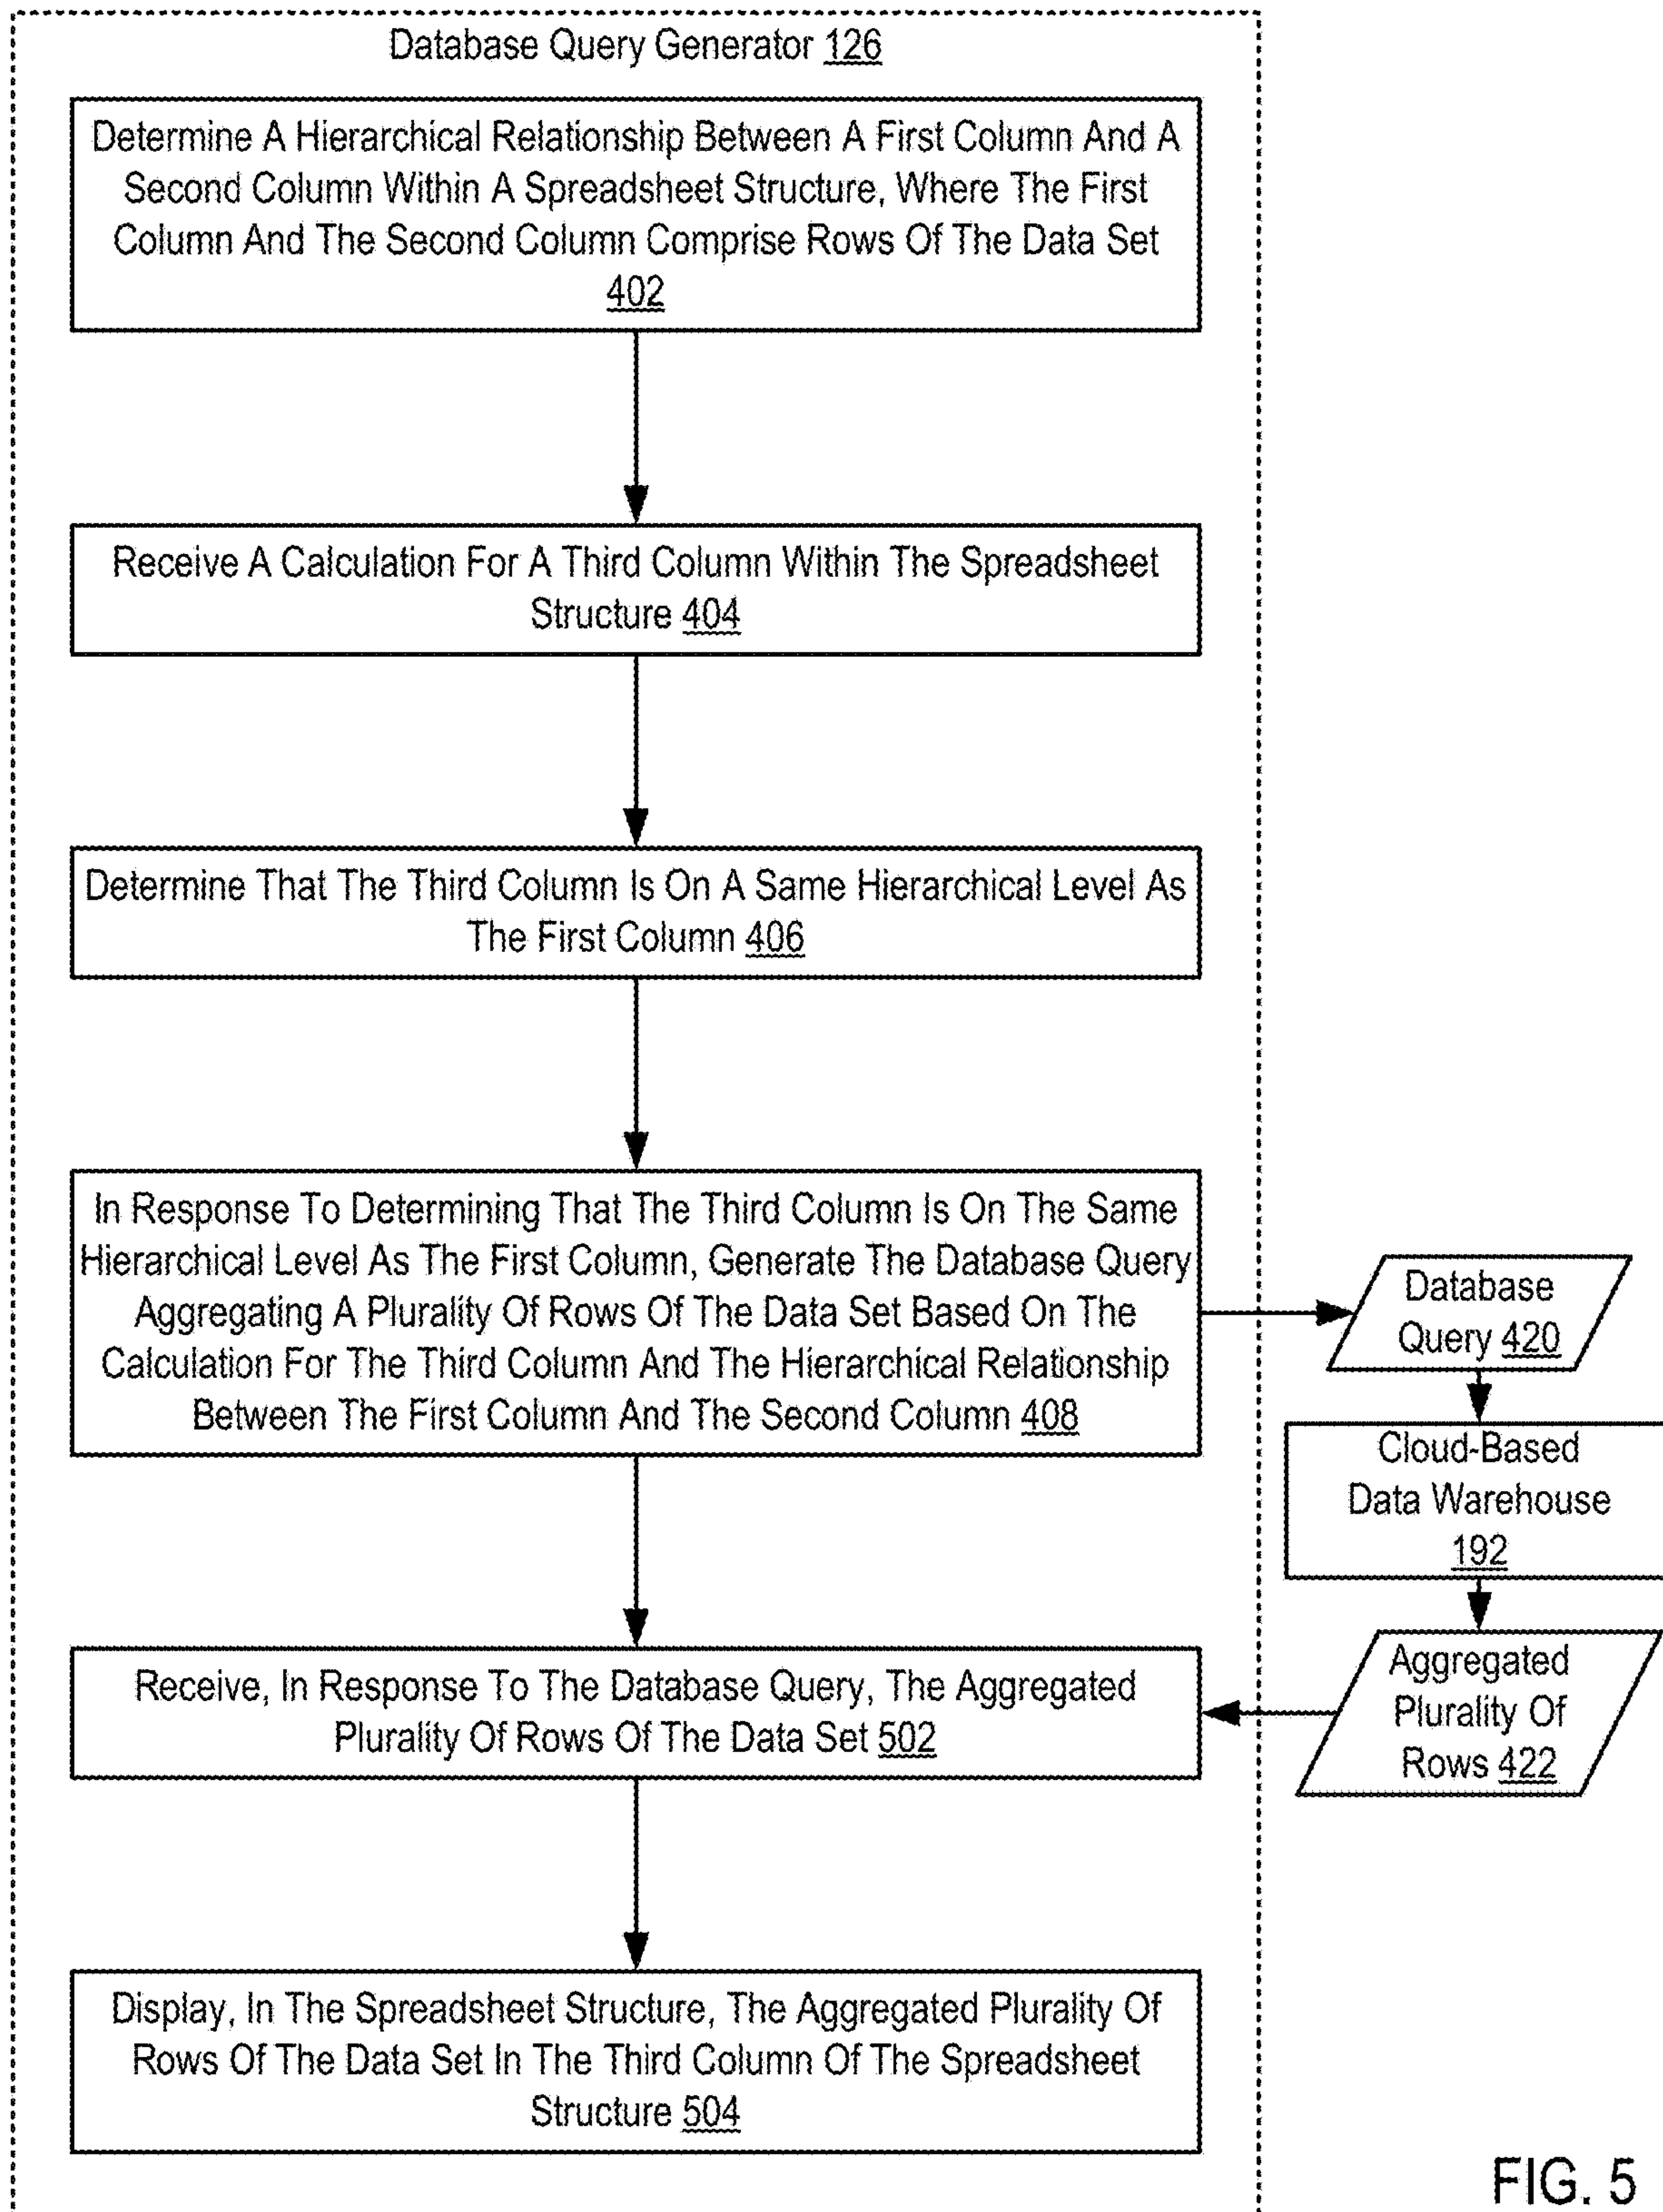 Database Query Generator 126
Determine A Hierarchical Relationship Between A First Column And A
Second Column Within A Spreadsheet Structure, Where The First
Column And The Second Column Comprise Rows Of The Data Set
402
Receive A Calculation For A Third Column Within The Spreadsheet
Structure 404
Determine That The Third Column Is On A Same Hierarchical Level As
The First Column 406
In Response To Determining That The Third Column Is On The Same
Hierarchical Level As The First Column, Generate The Database Query
Aggregating A Plurality Of Rows Of The Data Set Based On The
Calculation For The Third Column And The Hierarchical Relationship
Between The First Column And The Second Column 408
Database
Query 420
Cloud-Based
Data Warehouse
192
Aggregated
Plurality Of
Rows 422
Receive, In Response To The Database Query, The Aggregated
Plurality Of Rows Of The Data Set 502
Display, In The Spreadsheet Structure, The Aggregated Plurality Of
Rows Of The Data Set In The Third Column Of The Spreadsheet
Structure 504
FIG. 5